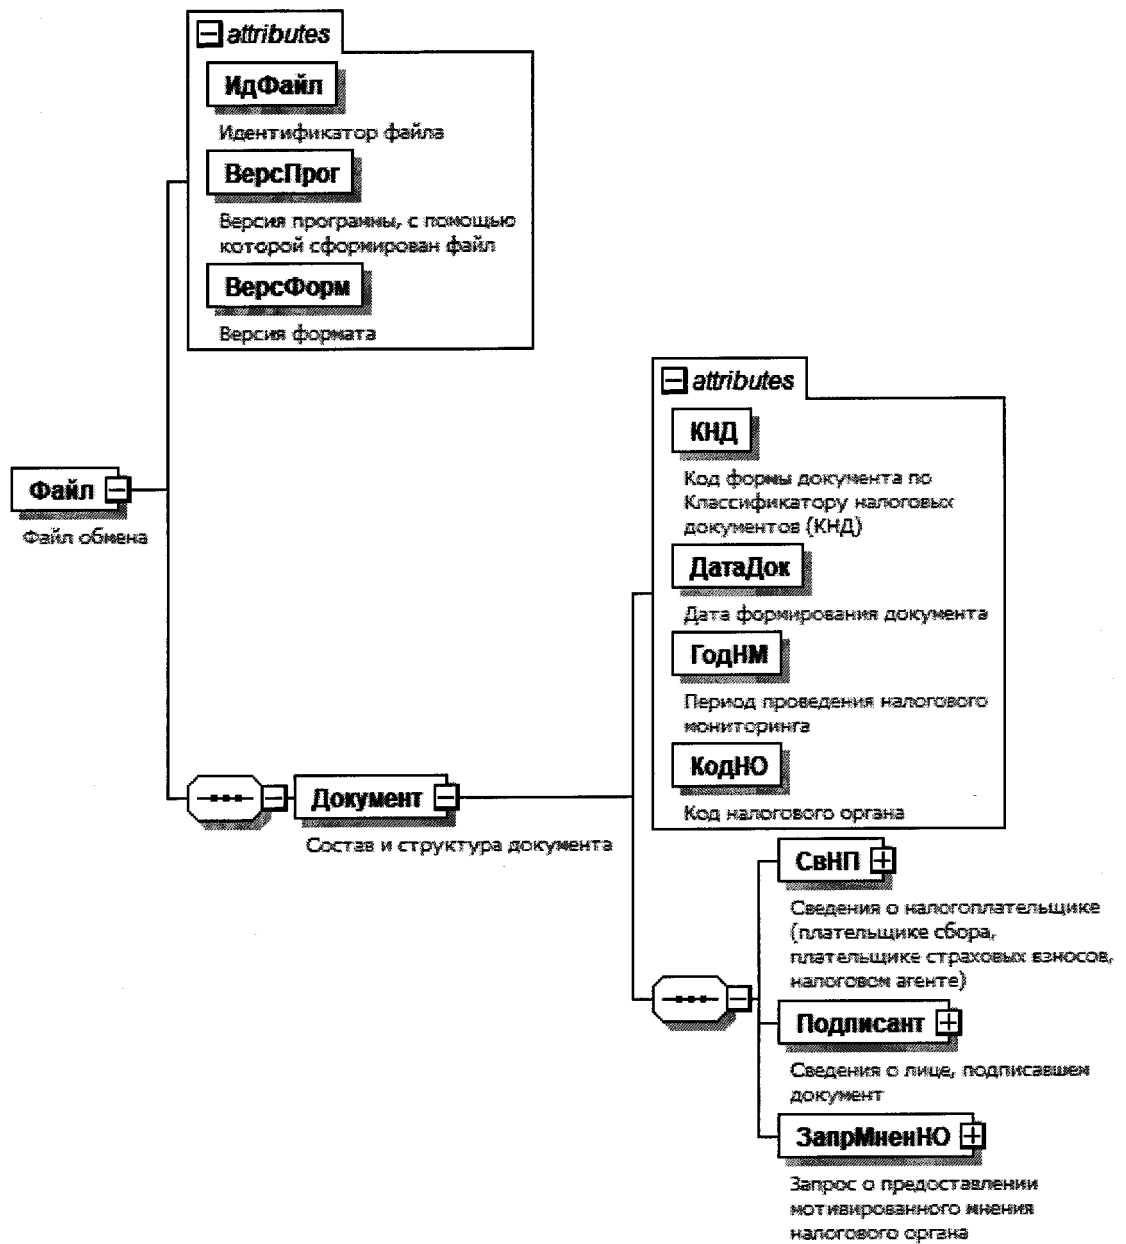 attributes
ИдФайл
Идентификатор файла
ВерсПрог
Версия программы, с помощью
которой сформирован файл
ВерсФорм
Версия формата
Файл
Файл обмена
attributes
КНД
Код формы документа по
Классификатору налоговых
документов (КНД)
ДатаДок
Дата формирования документа
ГодНМ
Период проведения налогового
мониторинга
КодНО
Код налогового органа
Документ
Состав и структура документа
СвНП
Сведения о налогоплательщике
(плательщике сбора,
плательщике страховых взносов,
налоговом агенте)
Подписант
Сведения о лице, подписавшем
документ
ЗапрМненНО
Запрос о предоставлении
мотивированного мнения
налогового органа